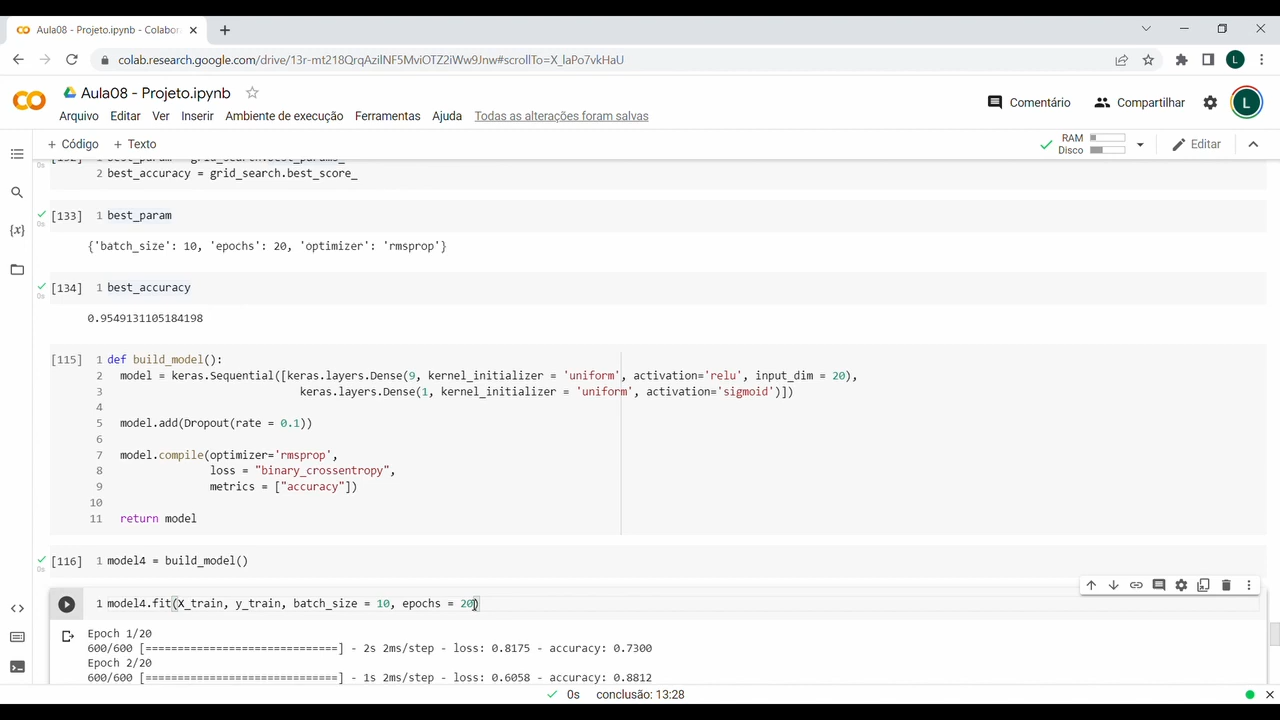 Aula08 - Projeto.ipynb - Colabor
colab.research.google.com/drive/13r-mt218QrqAzilNF5MviOTZ2iWw9Jnw#scrollTo=X_laPo7vkHaU
L
Aula08 - Projeto.ipynb
Comentário
Compartilhar
L
Arquivo Editar Ver Inserir Ambiente de execução Ferramentas Ajuda Todas as alterações foram salvas
+ Código + Texto
RAM
Disco
Editar
[132] 1 best_param = grid_search.best_params_
0s
2 best_accuracy = grid_search.best_score_
[133] 1 best_param
0s
{'batch_size': 10, 'epochs': 20, 'optimizer': 'rmsprop'}
[134] 1 best_accuracy
0s
0.9549131105184198
[115] 1 def build_model():
2 model = keras.Sequential([keras.layers.Dense(9, kernel_initializer = 'uniform', activation='relu', input_dim = 20),
3 keras.layers.Dense(1, kernel_initializer = 'uniform', activation='sigmoid')])
4
5 model.add(Dropout(rate = 0.1))
6
7 model.compile(optimizer='rmsprop',
8 loss = "binary_crossentropy",
9 metrics = ["accuracy"])
10
11 return model
[116] 1 model4 = build_model()
0s
1 model4.fit(X_train, y_train, batch_size = 10, epochs = 20)
Epoch 1/20
600/600 [==============================] - 2s 2ms/step - loss: 0.8175 - accuracy: 0.7300
Epoch 2/20
600/600 [==============================] - 1s 2ms/step - loss: 0.6058 - accuracy: 0.8812
0s conclusão: 13:28